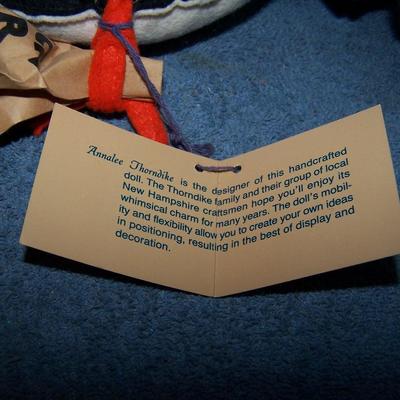 Annalee Thorndike is the designer of this handcrafted
doll. The Thorndike family and their group of local
New Hampshire craftsmen hope you'll enjoy its
whimsical charm for many years. The doll's mobil-
ity and flexibility allow you to create your own ideas
in positioning, resulting in the best of display and
decoration.